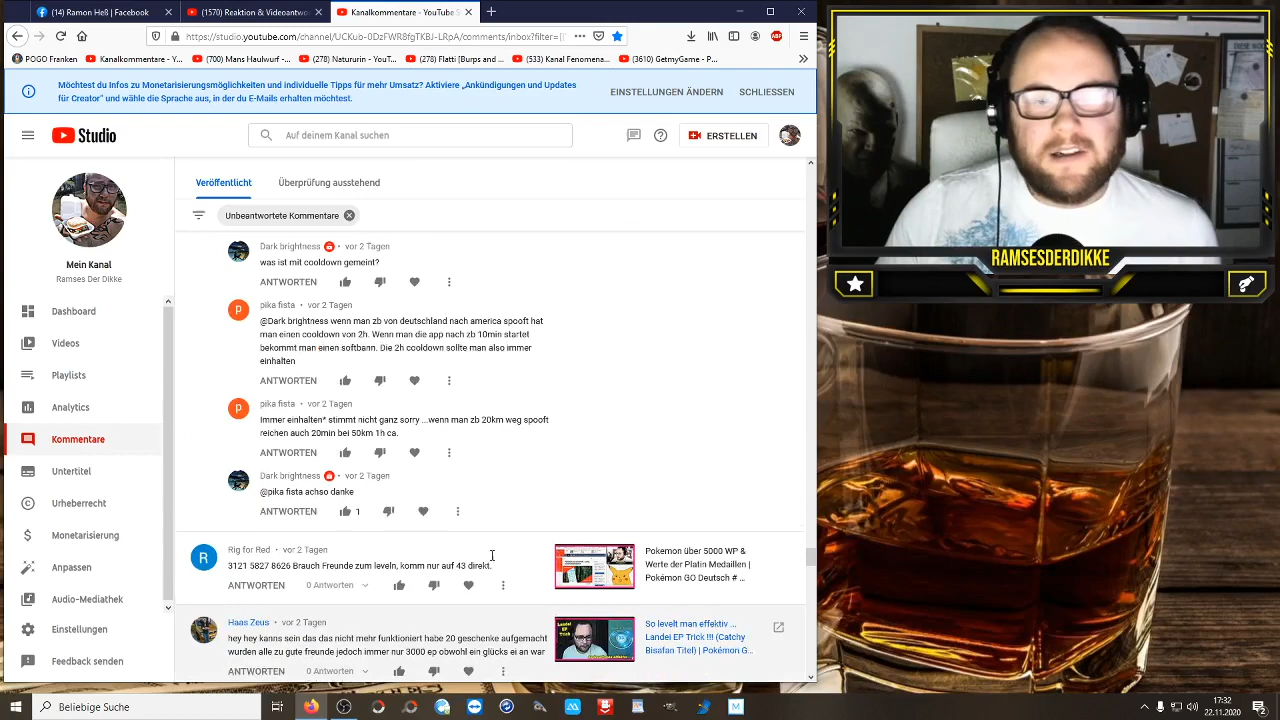 (14) Ramon Heß | Facebook
(1570) Reaktion & Videoantwor
Kanalkommentare - YouTube S
https://studio.youtube.com/channel/UCKuo-0DzFWR8fgTKBJ-LRpA/comments/inbox?filter=[
POGO Franken
Kanalkommentare - Y...
(700) Mans Haulwurf - ...
(278) Natururin - YouT...
(278) Flatti [Burps and ...
(533) Kanal Fenomena...
(3610) GetmyGame - P...
Möchtest du Infos zu Monetarisierungsmöglichkeiten und individuelle Tipps für mehr Umsatz? Aktiviere „Ankündigungen und Updates
für Creator" und wähle die Sprache aus, in der du E-Mails erhalten möchtest.
EINSTELLUNGEN ÄNDERN
SCHLIESSEN
Studio
Auf deinem Kanal suchen
ERSTELLEN
Mein Kanal
Ramses Der Dikke
Dashboard
Videos
Playlists
Analytics
Kommentare
Untertitel
Urheberrecht
Monetarisierung
Anpassen
Audio-Mediathek
Einstellungen
Feedback senden
Veröffentlicht
Überprüfung ausstehend
Unbeantwortete Kommentare
Dark brightness • vor 2 Tagen
was ist mit cooldown gemeint?
ANTWORTEN
pika fista • vor 2 Tagen
@Dark brightness wenn man zb von deutschland nach america spooft hat
man einen cooldown von 2h. Wenn man die app nach zb 10min startet
bekommt man einen softbann. Die 2h cooldown sollte man also immer
einhalten
ANTWORTEN
pika fista • vor 2 Tagen
Immer einhalten* stimmt nicht ganz sorry ...wenn man zb 20km weg spooft
reichen auch 20min bei 50km 1h ca.
ANTWORTEN
Dark brightness • vor 2 Tagen
@pika fista achso danke
ANTWORTEN
1
R
Rig for Red • vor 2 Tagen
3121 5827 8626 Brauch Freunde zum leveln, komm nur auf 43 direkt.
ANTWORTEN
0 Antworten
Pokemon über 5000 WP &
Werte der Platin Medaillen |
Pokémon GO Deutsch # ...
Haas Zeus • vor 2 Tagen
hey hey kanns sein das das nicht mehr funktioniert habe 20 geschenke aufgemacht
wurden alle zu gute freunde jedoch immer nur 3000 ep obwohl ein glücks ei an war
0 Antworten
Landei
EP
Trick
So levelt man effektiv ...
Landei EP Trick !!! (Catchy
Bisafan Titel) | Pokémon G...
RAMSESDERDIKKE
Beliebige Suche
17:32
22.11.2020